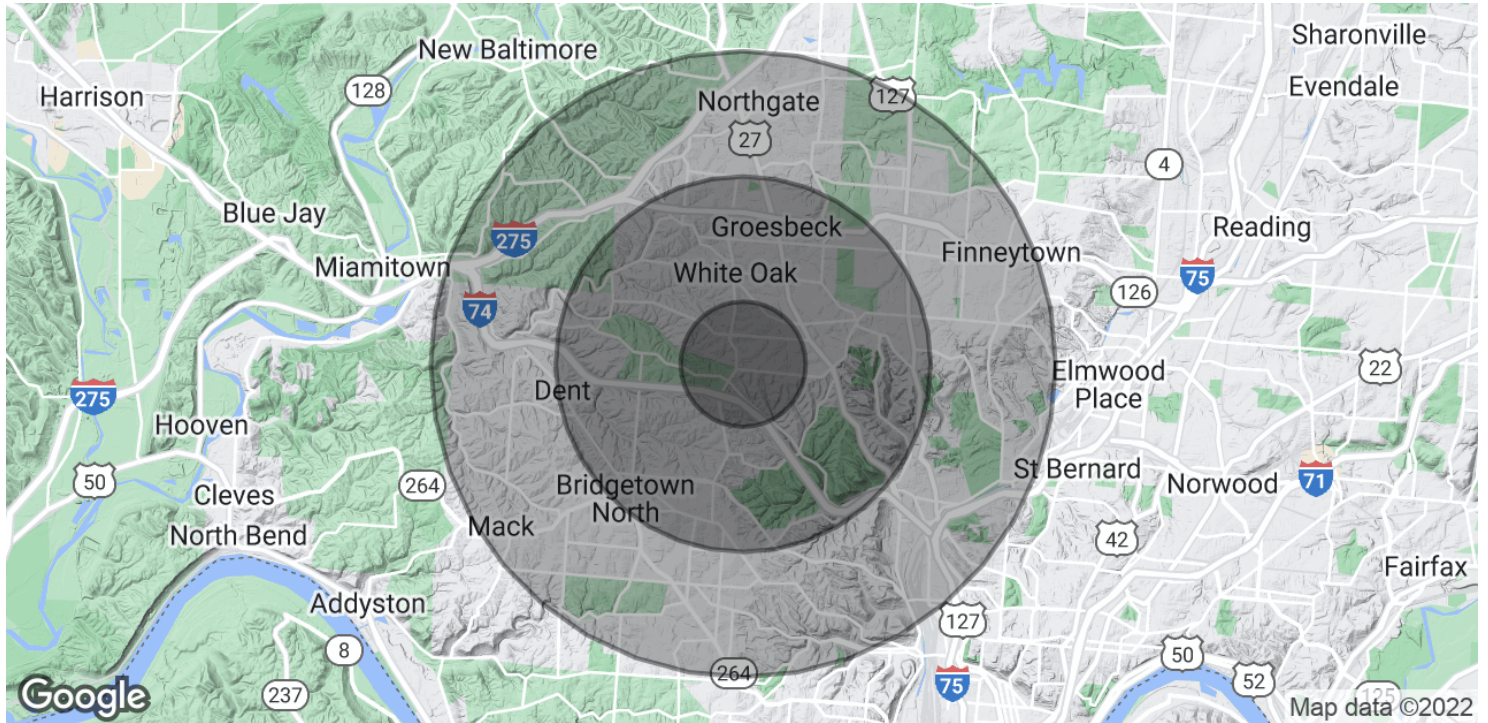 Sharonville
New Baltimore
Evendale
Harrison
128
Northgate
127
27
4
Blue Jay
Groesbeck
Reading
275
Finneytown
Miamitown
White Oak
75
126
74
22
Elmwood
Place
Dent
275
Hooven
St Bernard
50
264
Bridgetown
North
Norwood
71
Cleves
Mack
North Bend
42
Fairfax
Addyston
127
8
50
264
75
52
237
125
Google
Map data ©2022